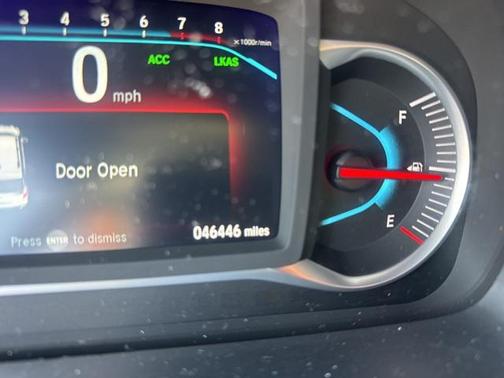 3 4 5 6 7 8
x1000r/min
ACC LKAS
0 mph
F
Door Open
E
046446 miles
Press ENTER to dismiss